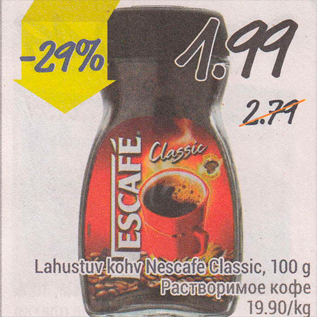 -29%
1.99
2.79
NESCAFÉ
Classic
Lahustuv kohv Nescafe Classic, 100 g
Растворимое кофе
19.90/kg